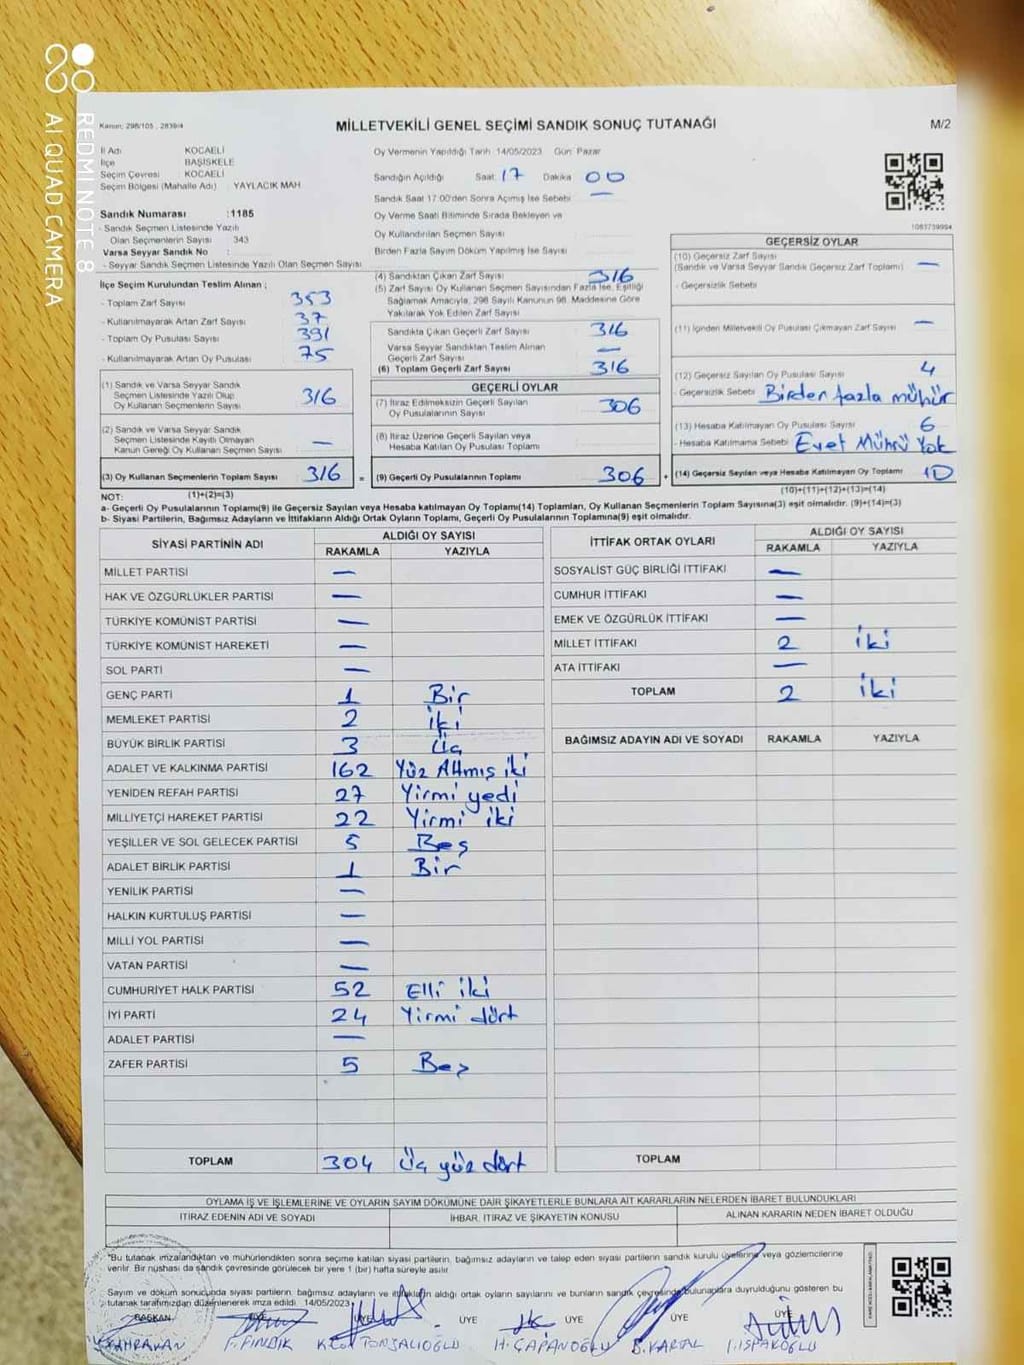 REDMI NOTE 8
AI QUAD CAMERA
Kanun: 298/105 , 2839/4
MİLLETVEKİLİ GENEL SEÇİMİ SANDIK SONUÇ TUTANAĞI
M/2
İl Adı KOCAELİ
İlçe BAŞİSKELE
Seçim Çevresi KOCAELİ
Seçim Bölgesi (Mahalle Adı) : YAYLACIK MAH
Sandık Numarası :1185
- Sandık Seçmen Listesinde Yazılı
Olan Seçmenlerin Sayısı : 343
Varsa Seyyar Sandık No :
- Seyyar Sandık Seçmen Listesinde Yazılı Olan Seçmen Sayısı
Oy Vermenin Yapıldığı Tarih: 14/05/2023 Gün: Pazar
Sandığın Açıldığı Saat: 17 Dakika 00
Sandık Saat 17:00'den Sonra Açımış İse Sebebi —
Oy Verme Saati Bitiminde Sırada Bekleyen ve
Oy Kullandırılan Seçmen Sayısı
Birden Fazla Sayım Döküm Yapılmış İse Sayısı
1081739994
İlçe Seçim Kurulundan Teslim Alınan ;
- Toplam Zarf Sayısı 353
- Kullanılmayarak Artan Zarf Sayısı 37
- Toplam Oy Pusulası Sayısı 391
- Kullanılmayarak Artan Oy Pusulası 75
(4) Sandıktan Çıkan Zarf Sayısı 316
(5) Zarf Sayısı Oy Kullanan Seçmen Sayısından Fazla İse, Eşitliği
Sağlamak Amacıyla, 298 Sayılı Kanunun 98. Maddesine Göre
Yakılarak Yok Edilen Zarf Sayısı
Sandıkta Çıkan Geçerli Zarf Sayısı 316
Varsa Seyyar Sandıktan Teslim Alınan
Geçerli Zarf Sayısı —
(6) Toplam Geçerli Zarf Sayısı 316
GEÇERSİZ OYLAR
(10) Geçersiz Zarf Sayısı
(Sandık ve Varsa Seyyar Sandık Geçersiz Zarf Toplamı) —
- Geçersizlik Sebebi
(11) İçinden Milletvekili Oy Pusulası Çıkmayan Zarf Sayısı —
(12) Geçersiz Sayılan Oy Pusulası Sayısı 4
- Geçersizlik Sebebi Birden fazla mühür
(13) Hesaba Katılmayan Oy Pusulası Sayısı 6
- Hesaba Katılmama Sebebi Evet Mührü Yok
(14) Geçersiz Sayılan veya Hesaba Katılmayan Oy Toplamı 10
(10)+(11)+(12)+(13)=(14)
(1) Sandık ve Varsa Seyyar Sandık
Seçmen Listesinde Yazılı Olup
Oy Kullanan Seçmenlerin Sayısı 316
(2) Sandık ve Varsa Seyyar Sandık
Seçmen Listesinde Kayıtlı Olmayan
Kanun Gereği Oy Kullanan Seçmen Sayısı —
(3) Oy Kullanan Seçmenlerin Toplam Sayısı 316 =
(1)+(2)=(3)
GEÇERLİ OYLAR
(7) İtiraz Edilmeksizin Geçerli Sayılan
Oy Pusulalarının Sayısı 306
(8) İtiraz Üzerine Geçerli Sayılan veya
Hesaba Katılan Oy Pusulası Toplamı
(9) Geçerli Oy Pusulalarının Toplamı 306 +
NOT:
a- Geçerli Oy Pusulalarının Toplamı(9) ile Geçersiz Sayılan veya Hesaba katılmayan Oy Toplamı(14) Toplamları, Oy Kullanan Seçmenlerin Toplam Sayısına(3) eşit olmalıdır. (9)+(14)=(3)
b- Siyasi Partilerin, Bağımsız Adayların ve İttifakların Aldığı Ortak Oyların Toplamı, Geçerli Oy Pusulalarının Toplamına(9) eşit olmalıdır.
SİYASİ PARTİNİN ADI ALDIĞI OY SAYISI
RAKAMLA YAZIYLA
MİLLET PARTİSİ —
HAK VE ÖZGÜRLÜKLER PARTİSİ —
TÜRKİYE KOMÜNİST PARTİSİ —
TÜRKİYE KOMÜNİST HAREKETİ —
SOL PARTİ —
GENÇ PARTİ 1 Bir
MEMLEKET PARTİSİ 2 İki
BÜYÜK BİRLİK PARTİSİ 3 Üç
ADALET VE KALKINMA PARTİSİ 162 Yüz Altmış iki
YENİDEN REFAH PARTİSİ 27 Yirmi yedi
MİLLİYETÇİ HAREKET PARTİSİ 22 Yirmi iki
YEŞİLLER VE SOL GELECEK PARTİSİ 5 Beş
ADALET BİRLİK PARTİSİ 1 Bir
YENİLİK PARTİSİ —
HALKIN KURTULUŞ PARTİSİ —
MİLLİ YOL PARTİSİ —
VATAN PARTİSİ —
CUMHURİYET HALK PARTİSİ 52 Elli iki
İYİ PARTİ 24 Yirmi dört
ADALET PARTİSİ —
ZAFER PARTİSİ 5 Beş
TOPLAM 304 Üç yüz dört
İTTİFAK ORTAK OYLARI ALDIĞI OY SAYISI
RAKAMLA YAZIYLA
SOSYALİST GÜÇ BİRLİĞİ İTTİFAKI —
CUMHUR İTTİFAKI —
EMEK VE ÖZGÜRLÜK İTTİFAKI —
MİLLET İTTİFAKI 2 iki
ATA İTTİFAKI —
TOPLAM 2 iki
BAĞIMSIZ ADAYIN ADI VE SOYADI RAKAMLA YAZIYLA
TOPLAM
OYLAMA İŞ VE İŞLEMLERİNE VE OYLARIN SAYIM DÖKÜMÜNE DAİR ŞİKAYETLERLE BUNLARA AİT KARARLARIN NELERDEN İBARET BULUNDUKLARI
İTİRAZ EDENİN ADI VE SOYADI İHBAR, İTİRAZ VE ŞİKAYETİN KONUSU ALINAN KARARIN NEDEN İBARET OLDUĞU
*Bu tutanak imzalandıktan ve mühürlendikten sonra seçime katılan siyasi partilerin, bağımsız adayların ve talep eden siyasi partilerin sandık kurulu üyelerine veya gözlemcilerine
verilir. Bir nüshası da sandık çevresinde görülecek bir yere 1 (bir) hafta süreyle asılır
Sayım ve döküm sonucunda siyasi partilerin, bağımsız adayların ve ittifakların aldığı ortak oyların sayılarını ve bunların sandık çevresinde bulunanlara duyrulduğunu gösteren bu
tutanak tarafımızdan düzenlenerek imza edildi. 14/05/2023
BAŞKAN ÜYE ÜYE ÜYE ÜYE ÜYE
F. FINDIK H. ÇAPANOĞLU B. KARTAL İ. ISPAROĞLU